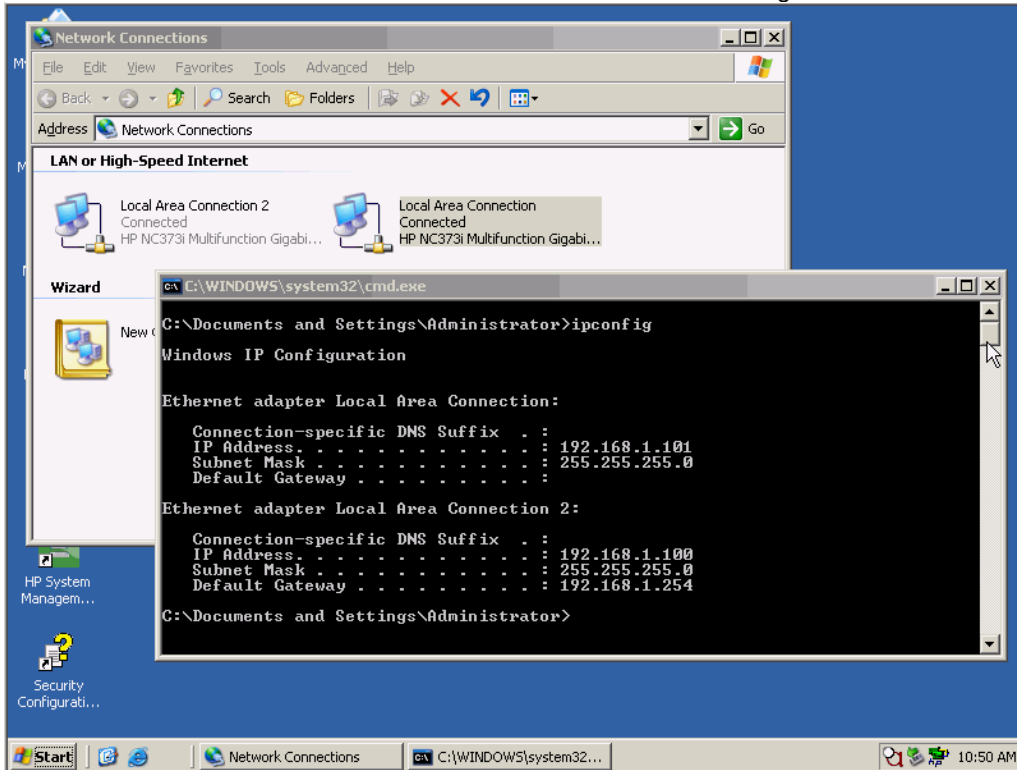 Network Connections
File Edit View Favorites Tools Advanced Help
Back Search Folders
Address Network Connections Go
LAN or High-Speed Internet
Local Area Connection 2
Connected
HP NC373i Multifunction Gigabi...
Local Area Connection
Connected
HP NC373i Multifunction Gigabi...
Wizard
New
C:\WINDOWS\system32\cmd.exe
C:\Documents and Settings\Administrator>ipconfig
Windows IP Configuration
Ethernet adapter Local Area Connection:
Connection-specific DNS Suffix . :
IP Address. . . . . . . . . . . . : 192.168.1.101
Subnet Mask . . . . . . . . . . . : 255.255.255.0
Default Gateway . . . . . . . . . :
Ethernet adapter Local Area Connection 2:
Connection-specific DNS Suffix . :
IP Address. . . . . . . . . . . . : 192.168.1.100
Subnet Mask . . . . . . . . . . . : 255.255.255.0
Default Gateway . . . . . . . . . : 192.168.1.254
C:\Documents and Settings\Administrator>
HP System
Managem...
Security
Configurati...
Start Network Connections C:\WINDOWS\system32... 10:50 AM